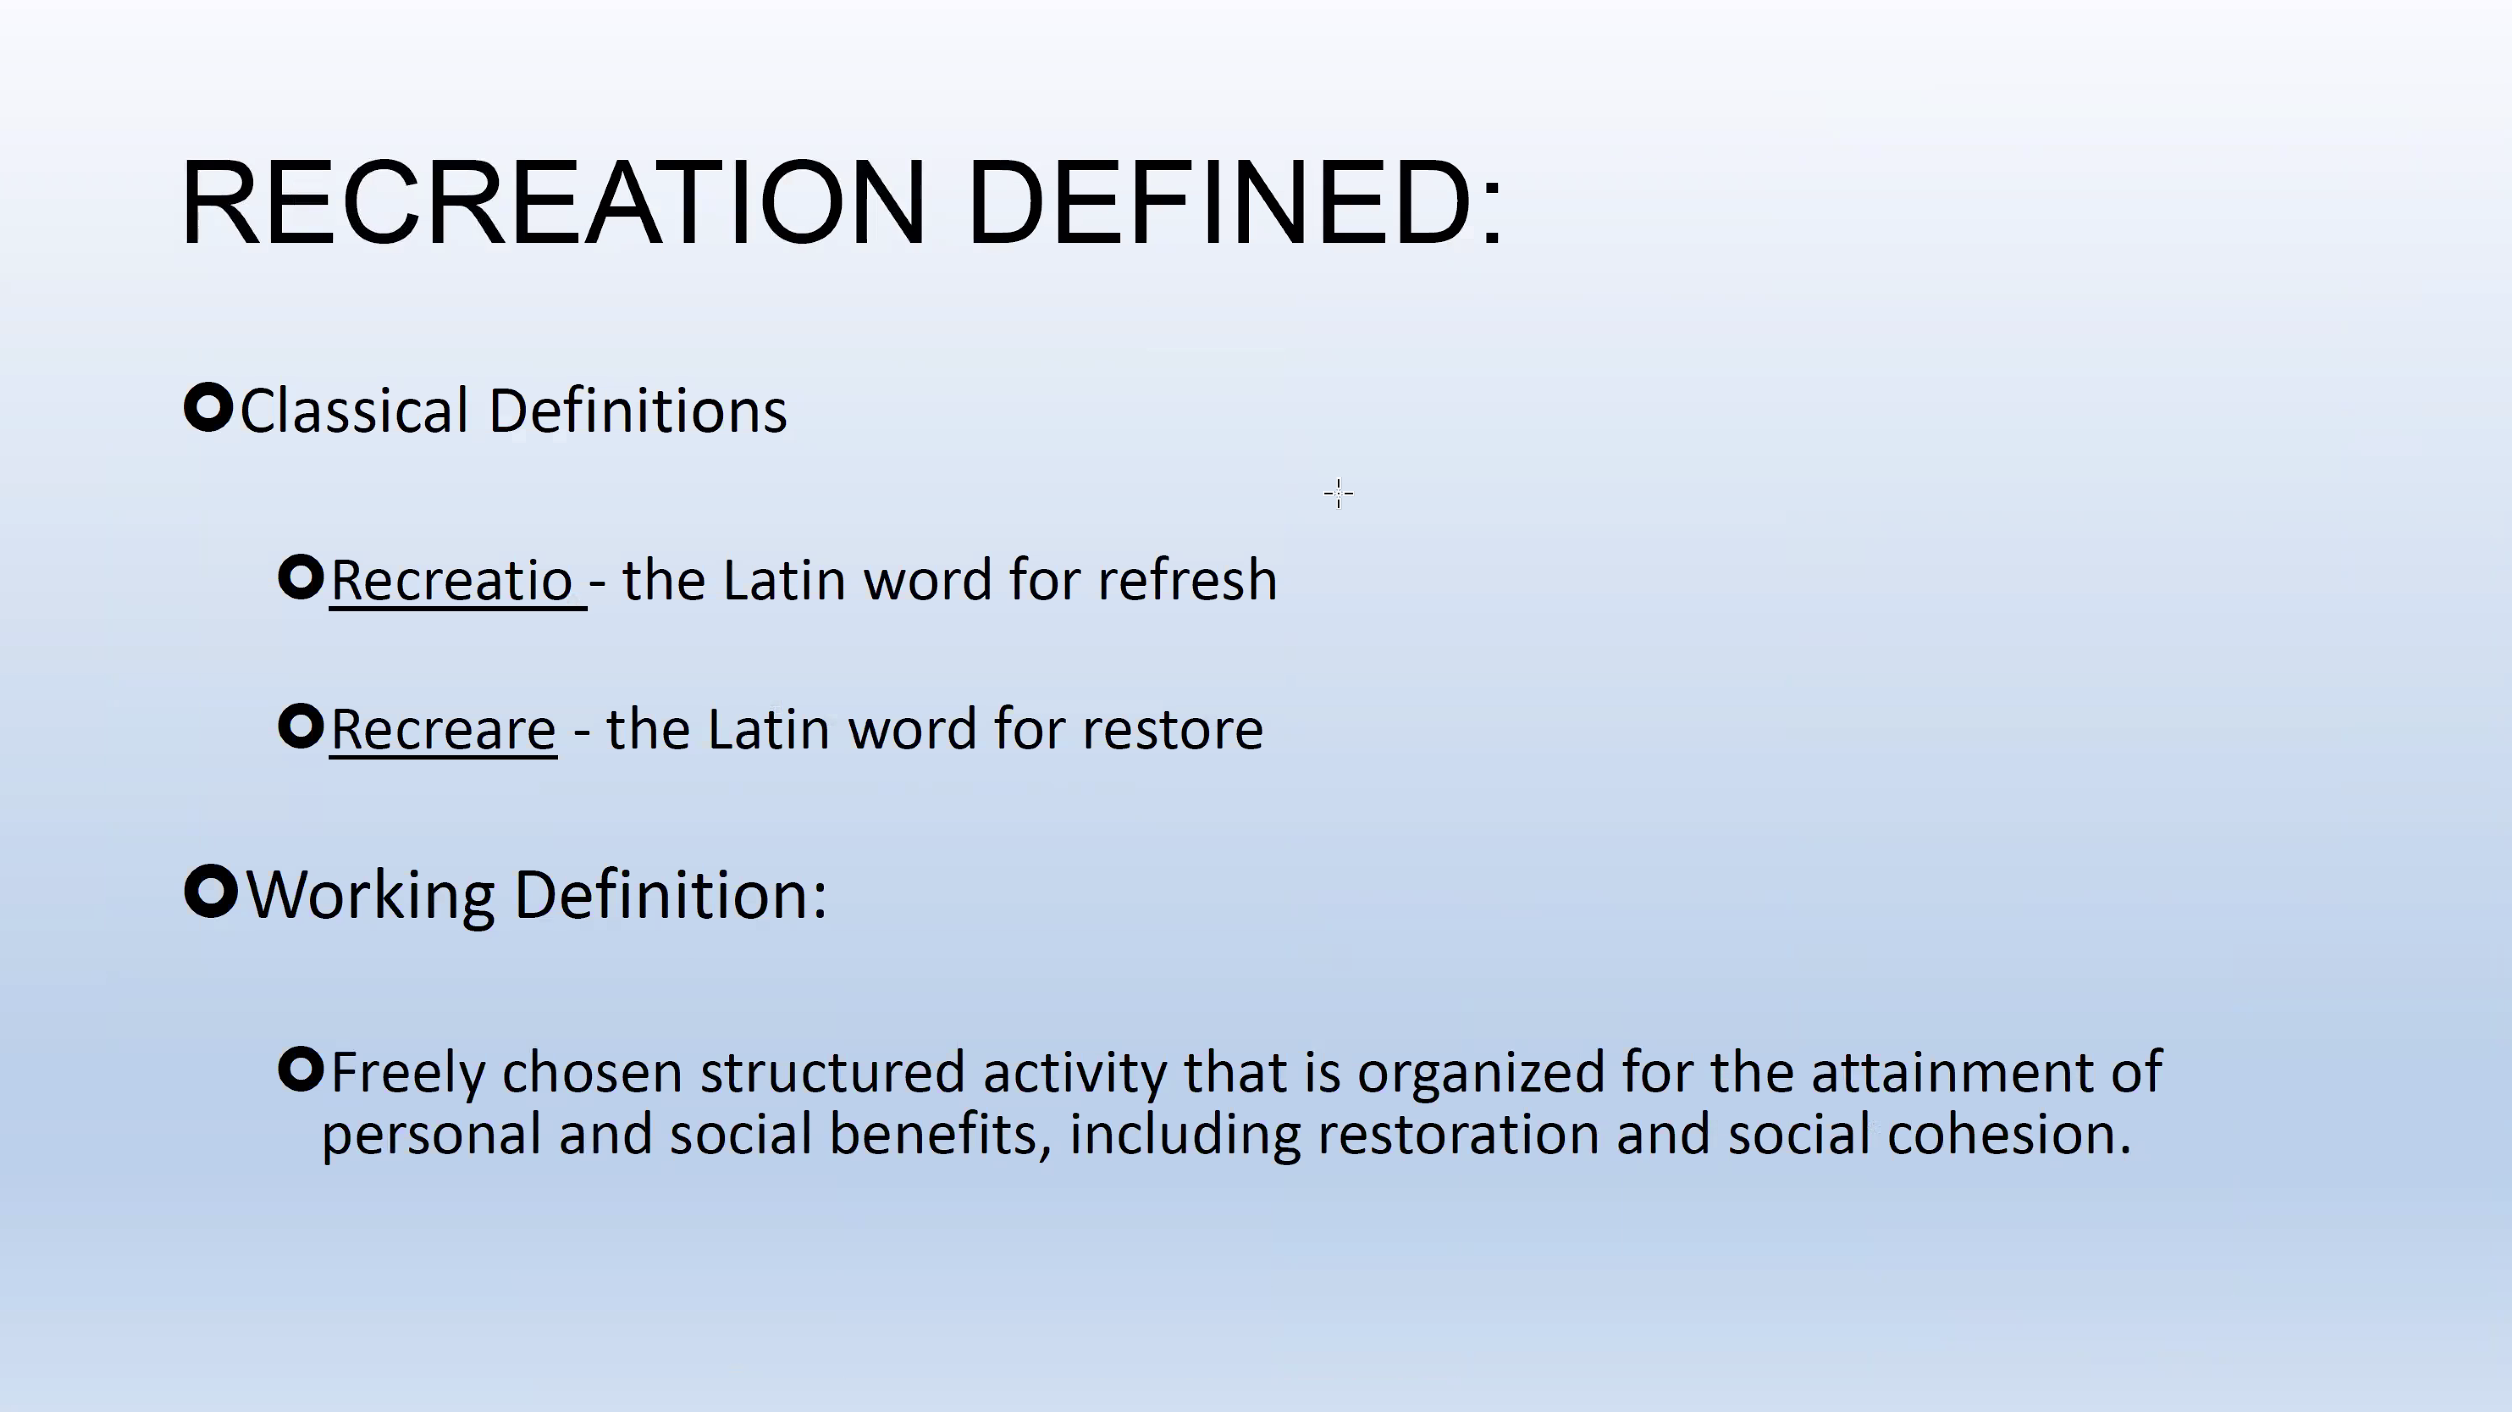 RECREATION DEFINED:
Classical Definitions
Recreatio - the Latin word for refresh
Recreare - the Latin word for restore
Working Definition:
Freely chosen structured activity that is organized for the attainment of
personal and social benefits, including restoration and social cohesion.